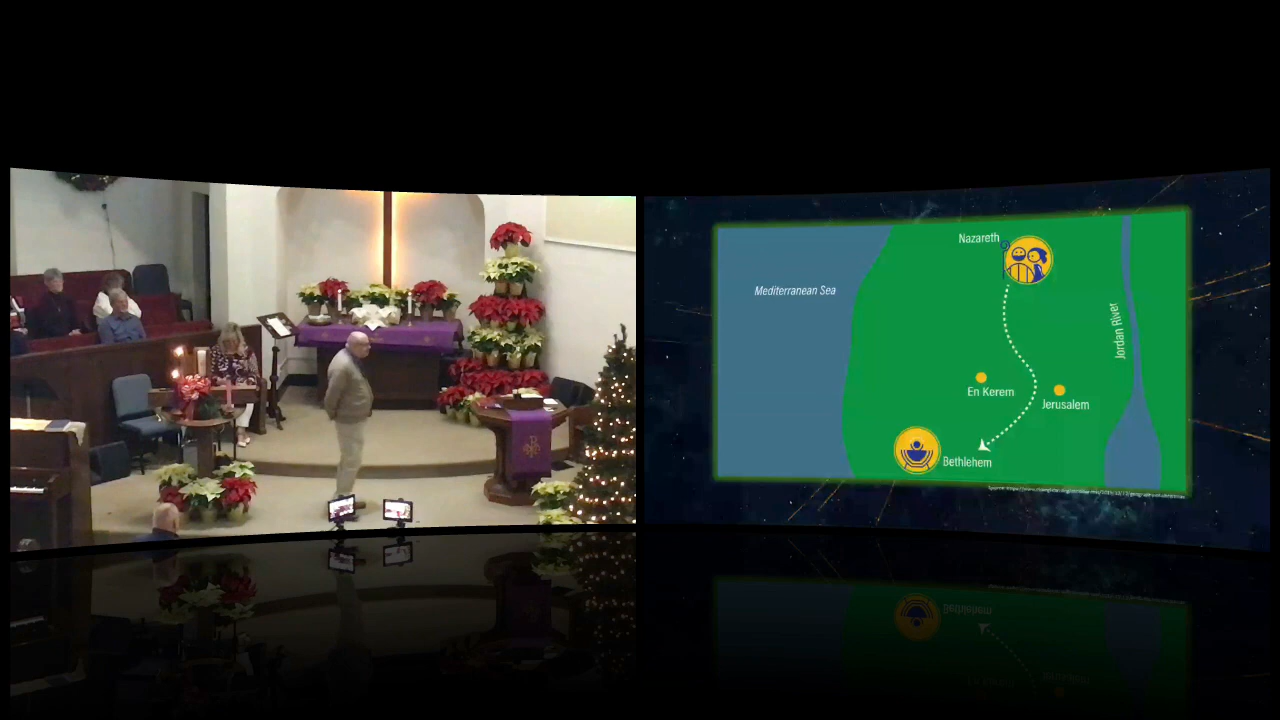 Nazareth
Mediterranean Sea
Jordan River
En Kerem
Jerusalem
Bethlehem